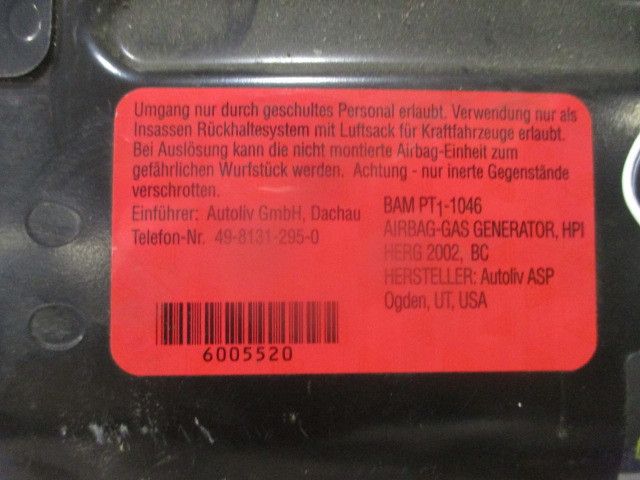 Umgang nur durch geschultes Personal erlaubt. Verwendung nur als
Insassen Rückhaltesystem mit Luftsack für Kraftfahrzeuge erlaubt.
Bei Auslösung kann die nicht montierte Airbag-Einheit zum
gefährlichen Wurfstück werden. Achtung - nur inerte Gegenstände
verschrotten.
Einführer: Autoliv GmbH, Dachau
Telefon-Nr. 49-8131-295-0
BAM PT1-1046
AIRBAG-GAS GENERATOR, HPI
HERG 2002, BC
HERSTELLER: Autoliv ASP
Ogden, UT, USA
6005520